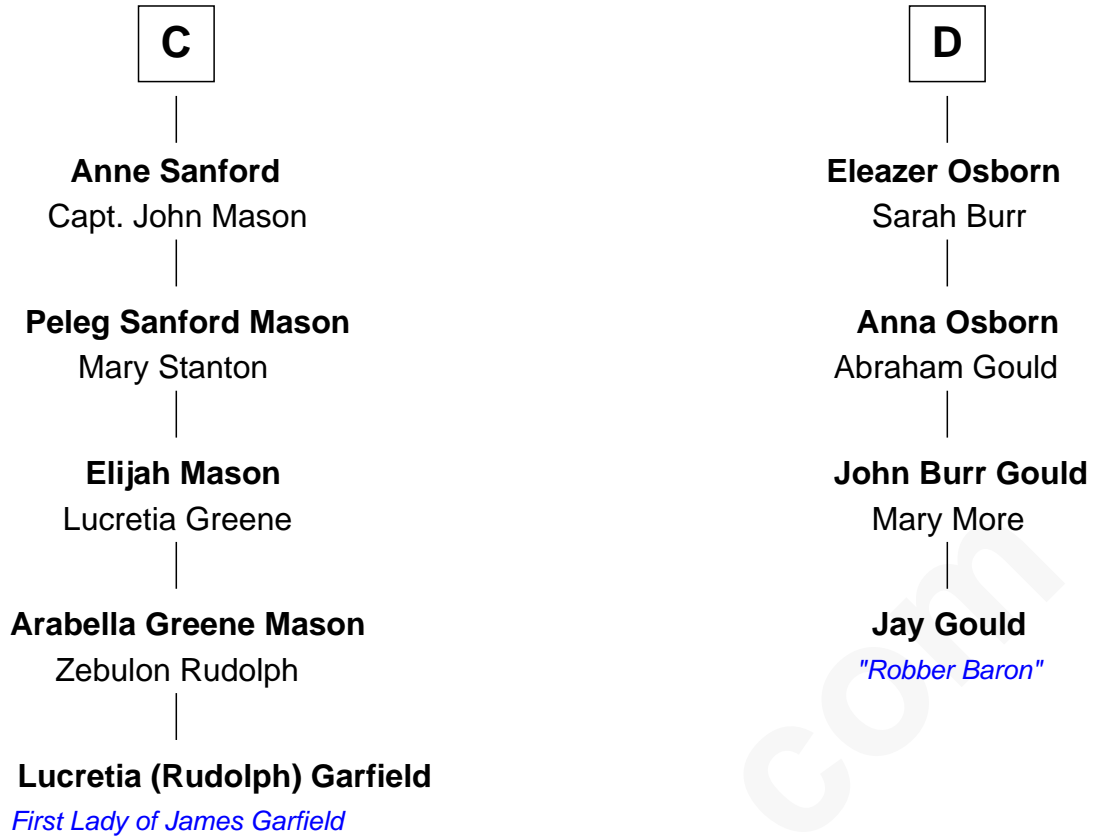 C
Anne Sanford
Capt. John Mason
Peleg Sanford Mason
Mary Stanton
Elijah Mason
Lucretia Greene
Arabella Greene Mason
Zebulon Rudolph
Lucretia (Rudolph) Garfield
First Lady of James Garfield
D
Eleazer Osborn
Sarah Burr
Anna Osborn
Abraham Gould
John Burr Gould
Mary More
Jay Gould
"Robber Baron"
com